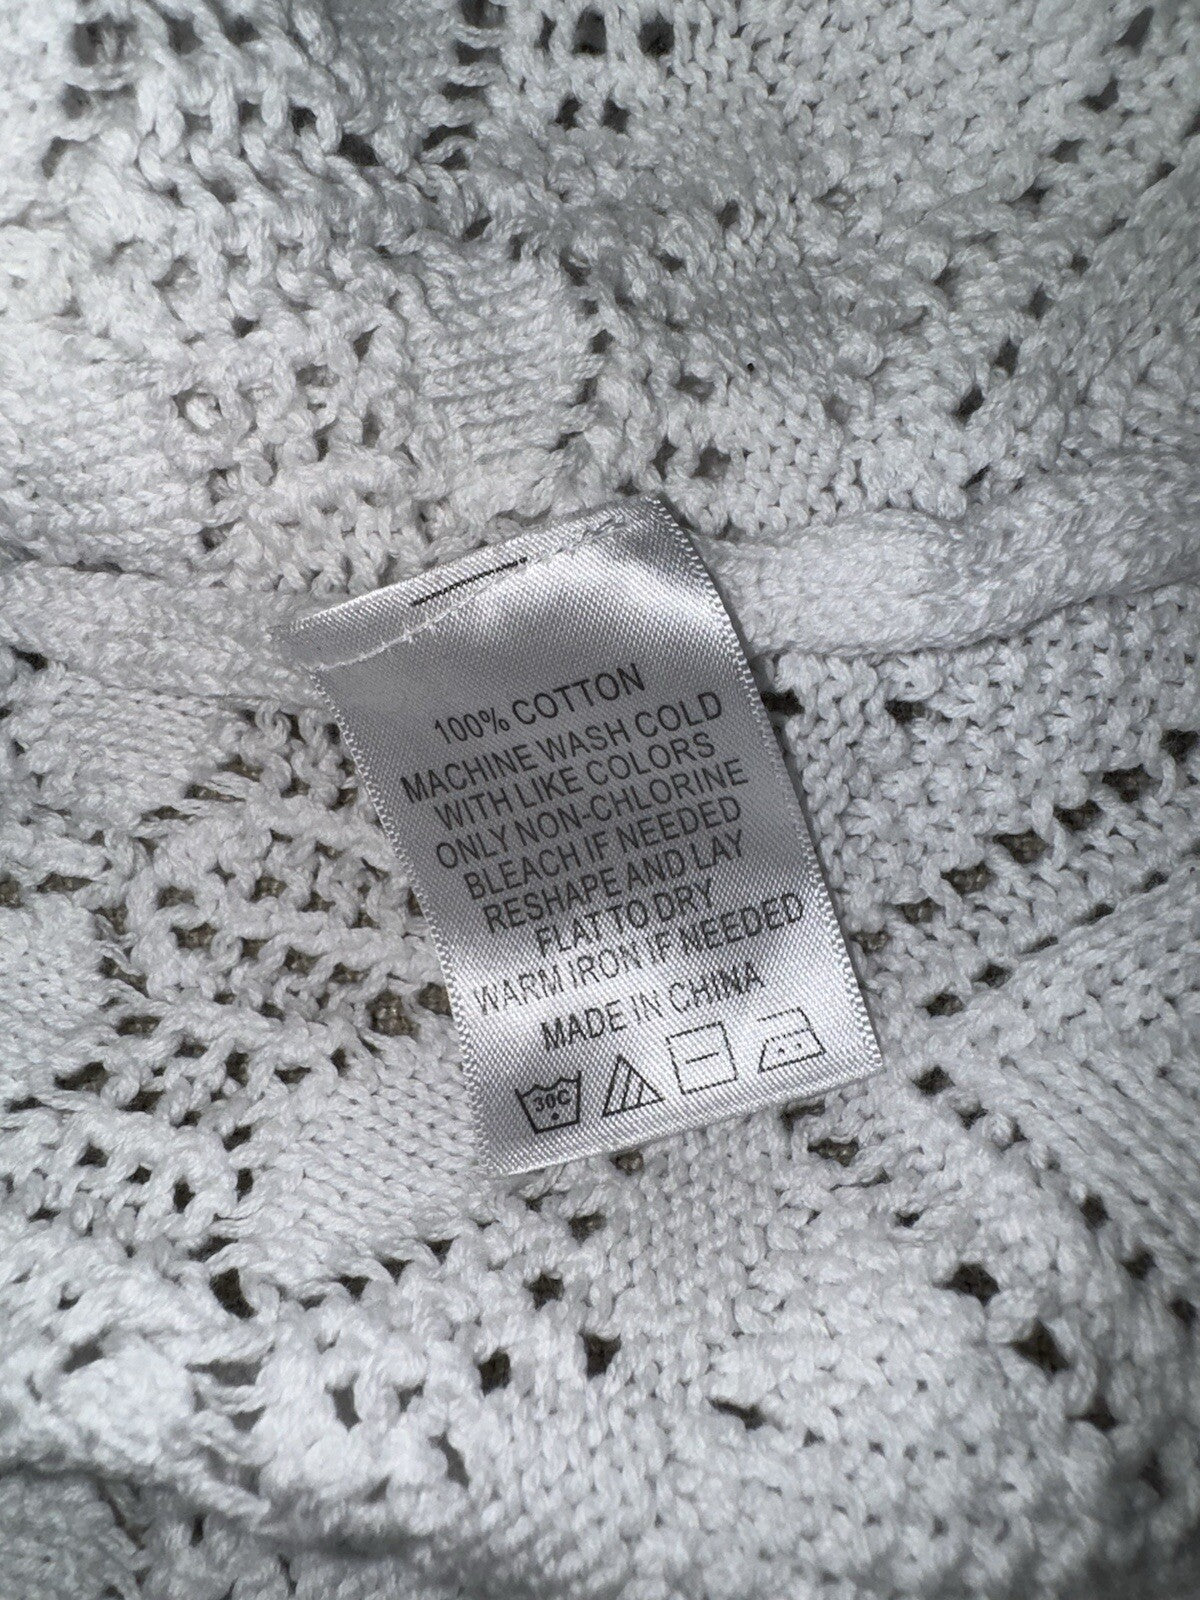 100% COTTON
MACHINE WASH COLD
WITH LIKE COLORS
ONLY NON-CHLORINE
BLEACH IF NEEDED
RESHAPE AND LAY
FLAT TO DRY
WARM IRON IF NEEDED
MADE IN CHINA
30C